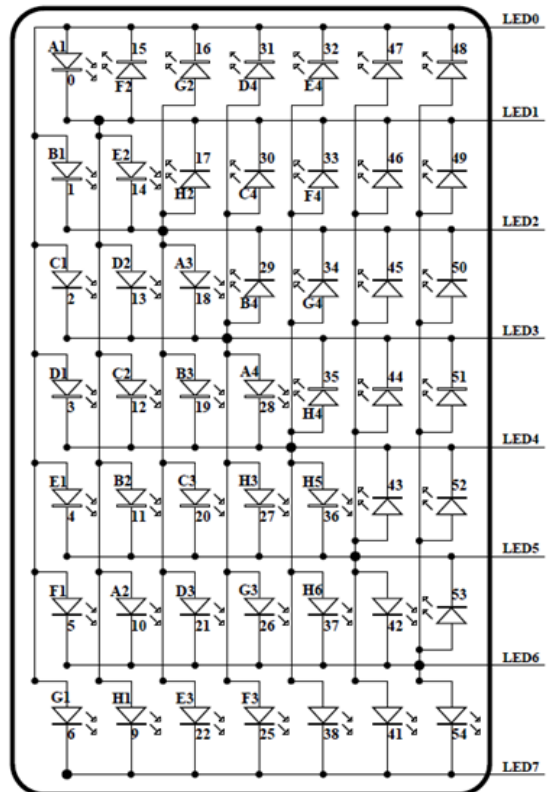 LED0
A1 15 16 31 32 47 48
0 F2 G2 D4 E4
LED1
B1 E2 17 30 33 46 49
1 14 H2 C4 F4
LED2
C1 D2 A3 29 34 45 50
2 13 18 B4 G4
LED3
D1 C2 B3 A4 35 44 51
3 12 19 28 H4
LED4
E1 B2 C3 H3 H5 43 52
4 11 20 27 36
LED5
F1 A2 D3 G3 H6 53
5 10 21 26 37 42
LED6
G1 H1 E3 F3
6 9 22 25 38 41 54
LED7